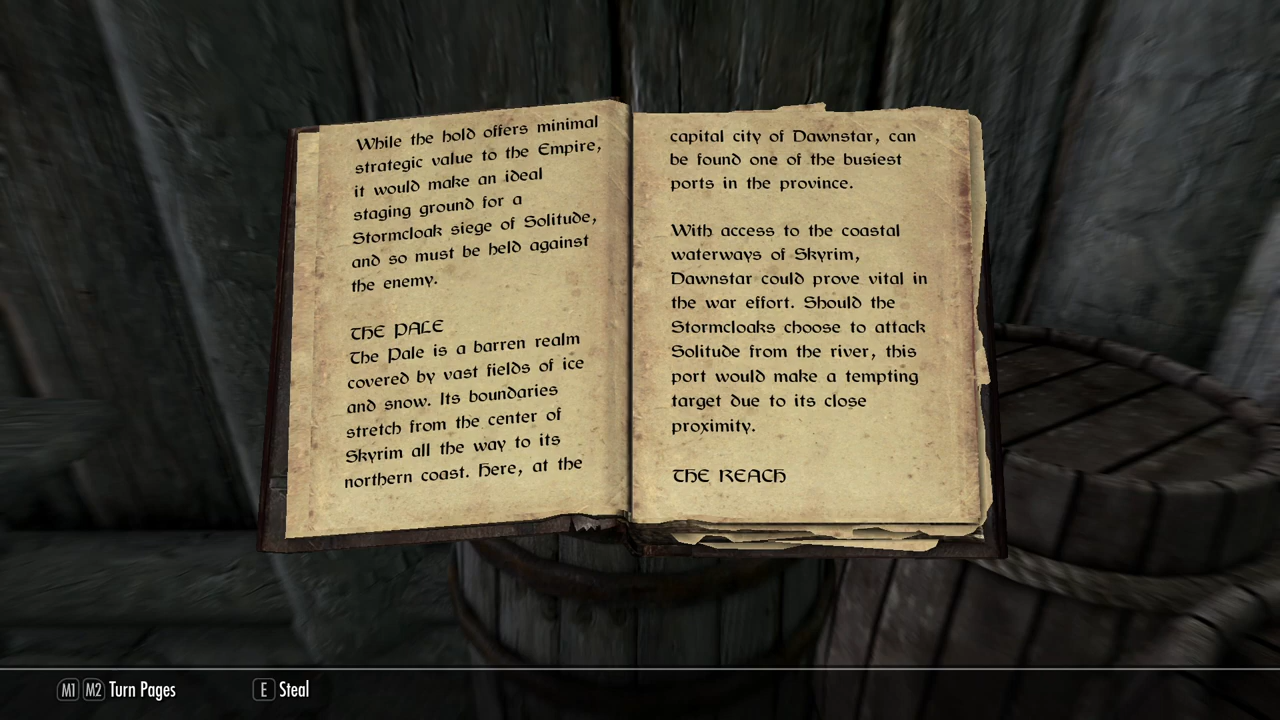 While the hold offers minimal
strategic value to the Empire,
it would make an ideal
staging ground for a
Stormcloak siege of Solitude,
and so must be held against
the enemy.
THE PALE
The Pale is a barren realm
covered by vast fields of ice
and snow. Its boundaries
stretch from the center of
Skyrim all the way to its
northern coast. Here, at the
capital city of Dawnstar, can
be found one of the busiest
ports in the province.
With access to the coastal
waterways of Skyrim,
Dawnstar could prove vital in
the war effort. Should the
Stormcloaks choose to attack
Solitude from the river, this
port would make a tempting
target due to its close
proximity.
THE REACH
M1 M2 Turn Pages
E Steal